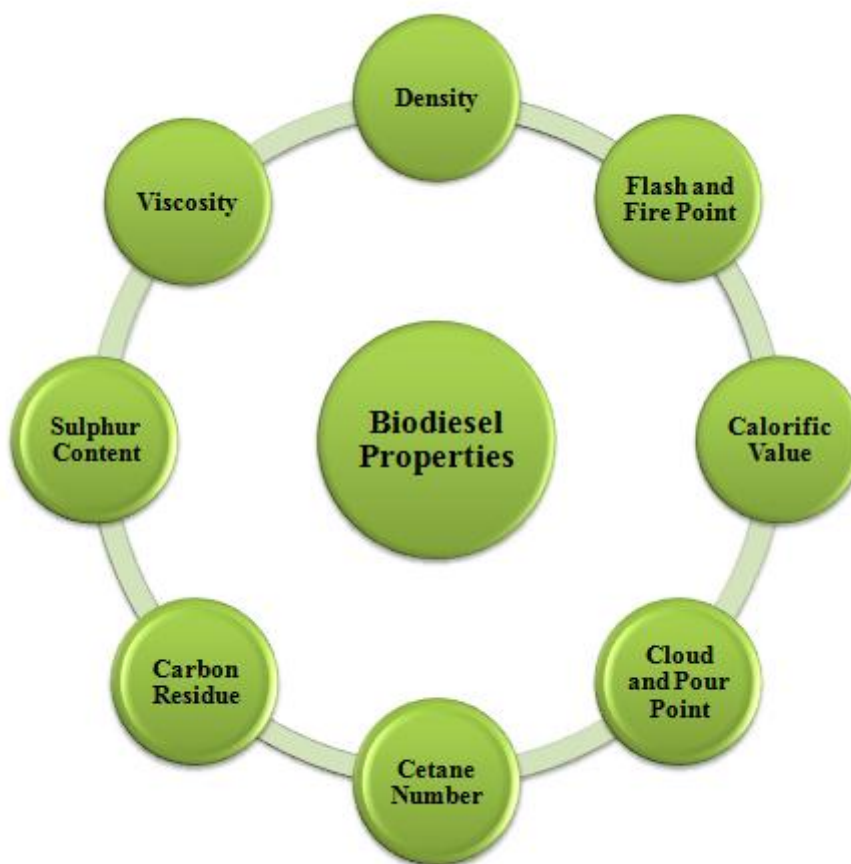 Density
Flash and
Fire Point
Calorific
Value
Cloud
and Pour
Point
Cetane
Number
Carbon
Residue
Sulphur
Content
Viscosity
Biodiesel
Properties